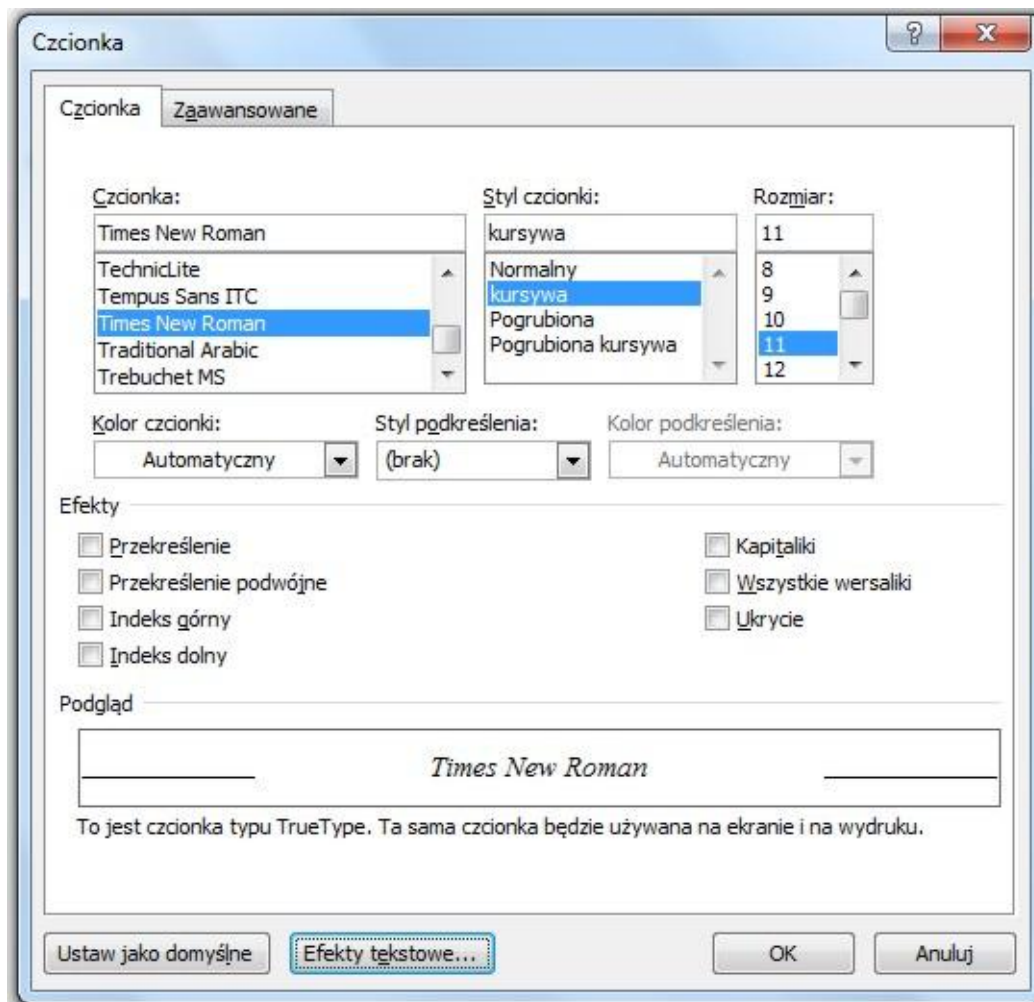 Czcionka
Czcionka Zaawansowane
Czcionka: Styl czcionki: Rozmiar:
Times New Roman kursywa 11
TechnicLite Normalny 8
Tempus Sans ITC kursywa 9
Times New Roman Pogrubiona 10
Traditional Arabic Pogrubiona kursywa 11
Trebuchet MS 12
Kolor czcionki: Styl podkreślenia: Kolor podkreślenia:
Automatyczny (brak) Automatyczny
Efekty
Przekreślenie Kapitaliki
Przekreślenie podwójne Wszystkie wersaliki
Indeks górny Ukrycie
Indeks dolny
Podgląd
Times New Roman
To jest czcionka typu TrueType. Ta sama czcionka będzie używana na ekranie i na wydruku.
Ustaw jako domyślne Efekty tekstowe... OK Anuluj